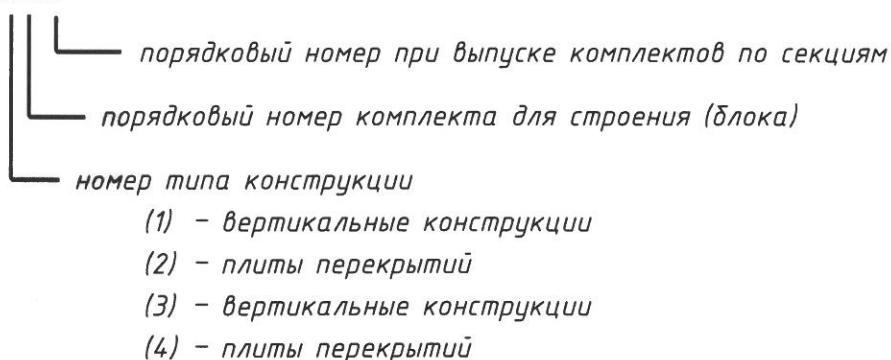 порядковый номер при выпуске комплектов по секциям
порядковый номер комплекта для строения (блока)
номер типа конструкции
(1) - вертикальные конструкции
(2) - плиты перекрытий
(3) - вертикальные конструкции
(4) - плиты перекрытий